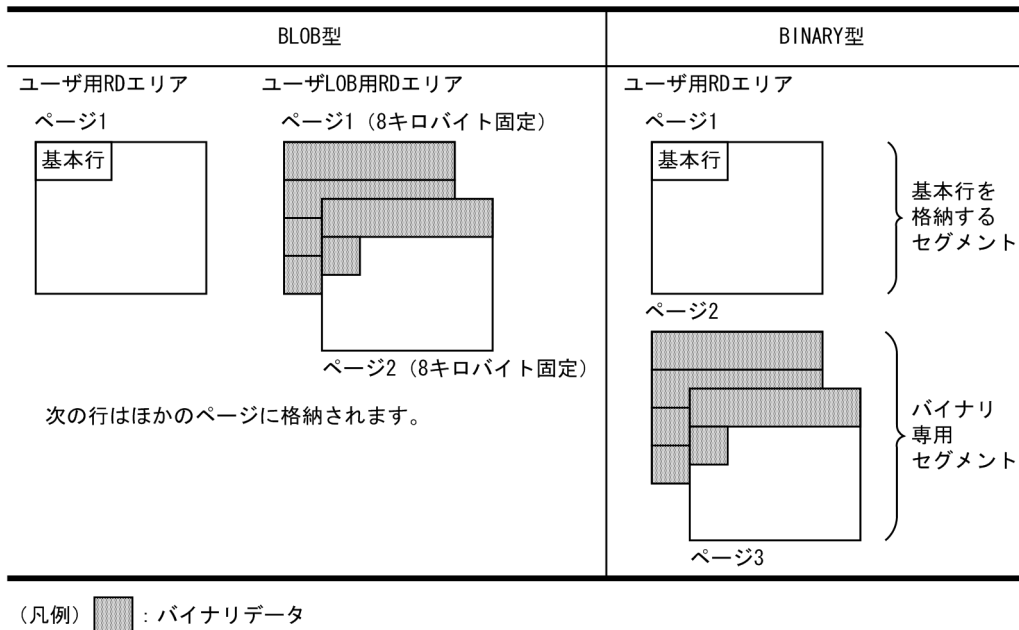 BLOB型
BINARY型
ユーザ用RDエリア
ユーザLOB用RDエリア
ユーザ用RDエリア
ページ1
ページ1（8キロバイト固定）
ページ1
基本行
基本行
基本行を
格納する
セグメント
ページ2
ページ2（8キロバイト固定）
次の行はほかのページに格納されます。
バイナリ
専用
セグメント
ページ3
（凡例）　：バイナリデータ